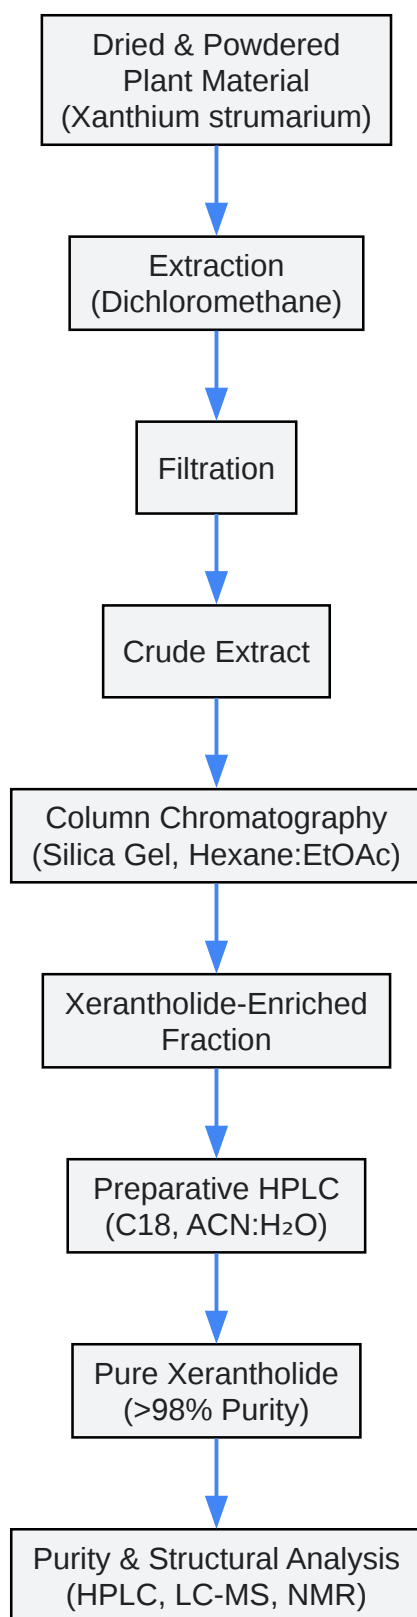 Dried & Powdered
Plant Material
(Xanthium strumarium)
Extraction
(Dichloromethane)
Filtration
Crude Extract
Column Chromatography
(Silica Gel, Hexane:EtOAc)
Xerantholide-Enriched
Fraction
Preparative HPLC
(C18, ACN:H₂O)
Pure Xerantholide
(>98% Purity)
Purity & Structural Analysis
(HPLC, LC-MS, NMR)